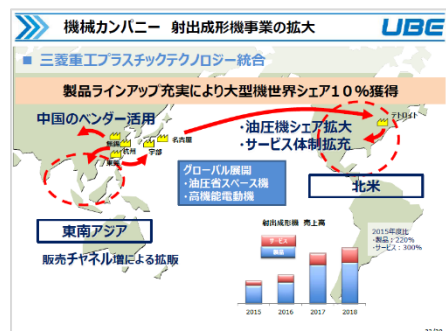 機械カンパニー 射出成形機事業の拡大
UBE
■ 三菱重工プラスチックテクノロジー統合
製品ラインアップ充実により大型機世界シェア10%獲得
中国のベンダー活用
名古屋
宇部
デトロイト
・油圧機シェア拡大
・サービス体制拡充
グローバル展開
・油圧省スペース機
・高機能電動機
北米
東南アジア
販売チャネル増による拡販
射出成形機 売上高
サービス
製品
2015年度比
・製品:220%
・サービス:300%
2015 2016 2017 2018